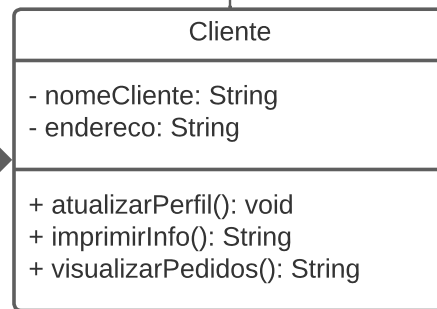 Cliente
- nomeCliente: String
- endereco: String
+ atualizarPerfil(): void
+ imprimirInfo(): String
+ visualizarPedidos(): String